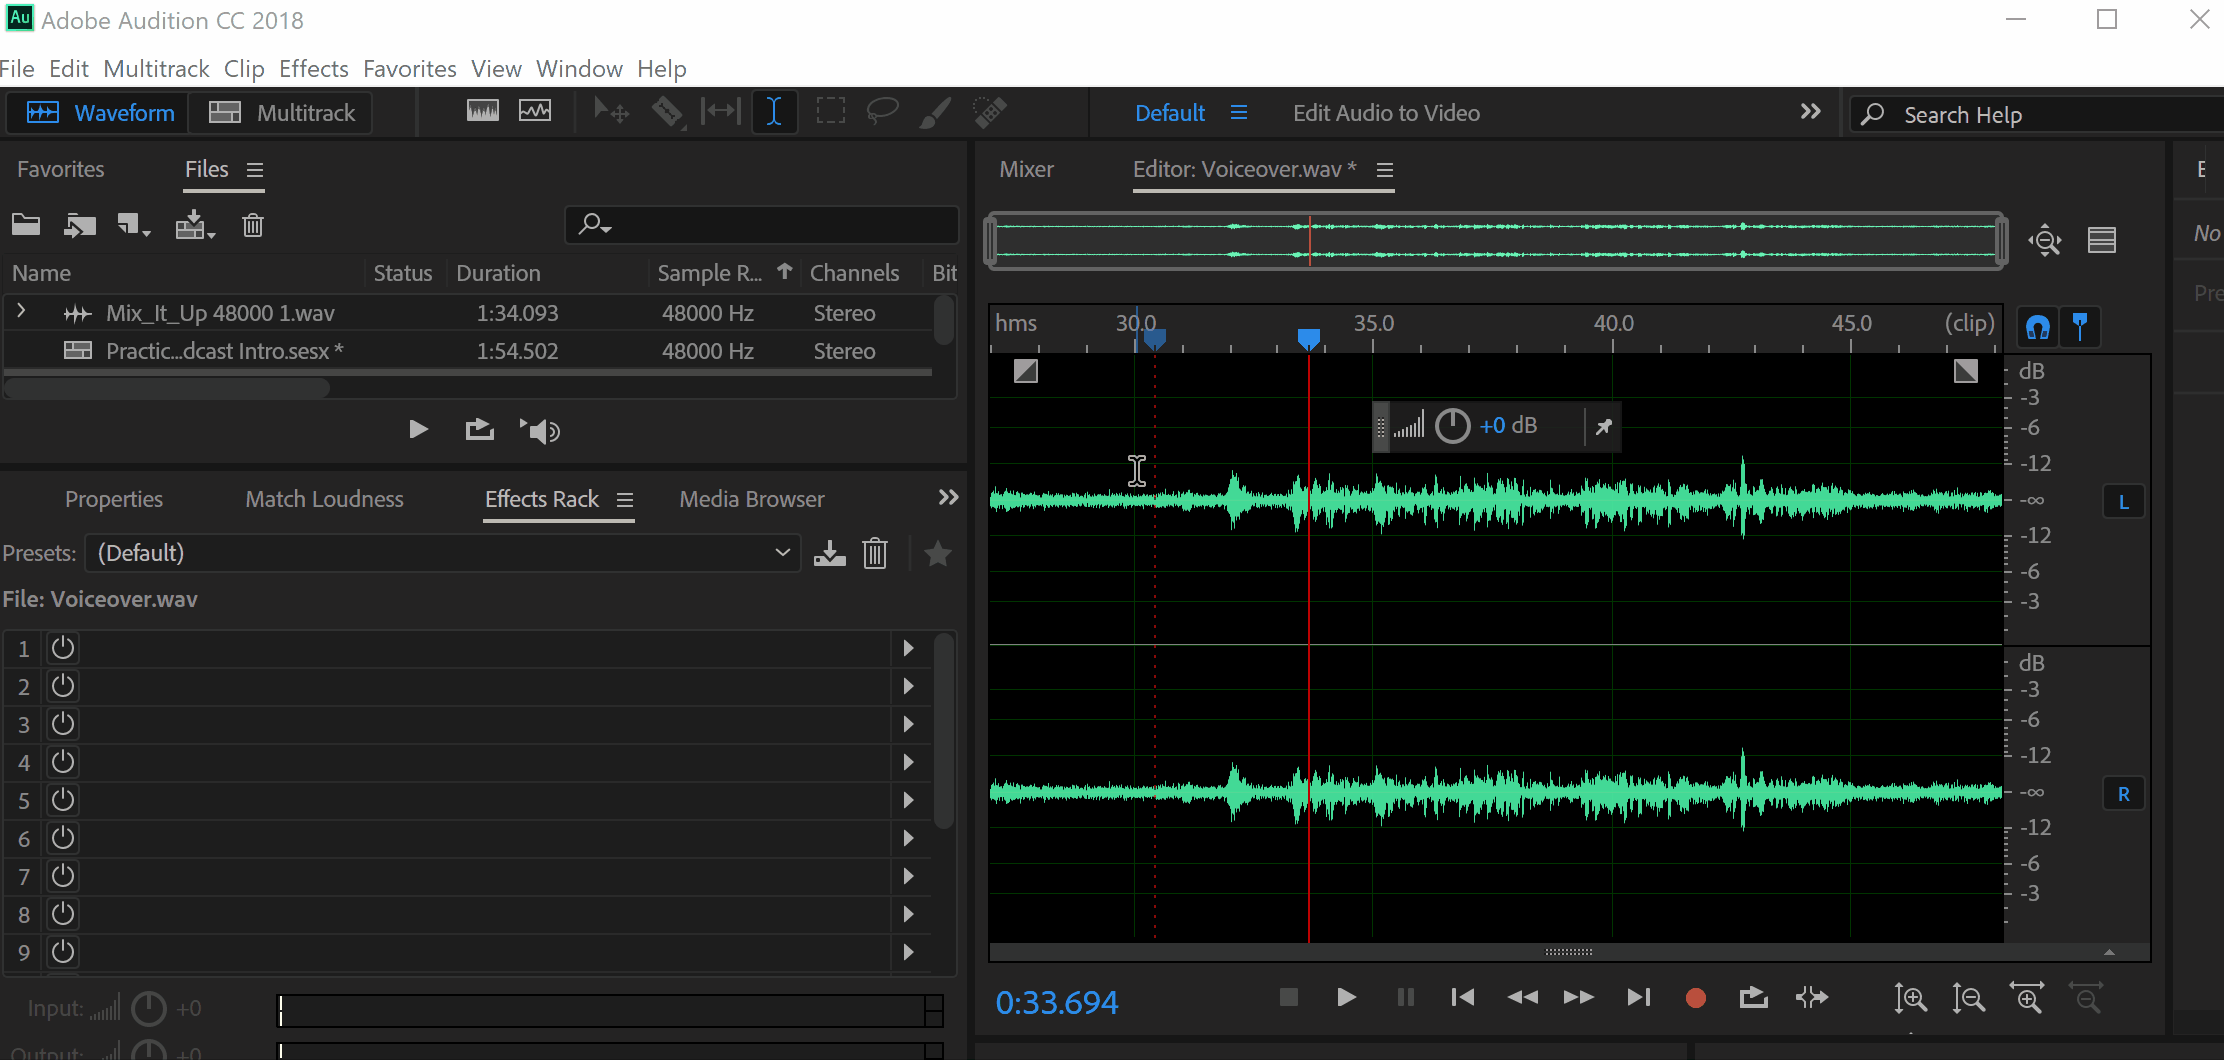 Au Adobe Audition CC 2018
File Edit Multitrack Clip Effects Favorites View Window Help
Waveform Multitrack Default Edit Audio to Video Search Help
Favorites Files
Name Status Duration Sample R... Channels Bit
Mix_It_Up 48000 1.wav 1:34.093 48000 Hz Stereo
Practic...dcast Intro.sesx * 1:54.502 48000 Hz Stereo
Properties Match Loudness Effects Rack Media Browser
Presets: (Default)
File: Voiceover.wav
1
2
3
4
5
6
7
8
9
Input: +0
Output: +0
Mixer Editor: Voiceover.wav *
hms 30.0 35.0 40.0 45.0 (clip)
+0 dB
dB
-3
-6
-12
-∞
-12
-6
-3
L
dB
-3
-6
-12
-∞
-12
-6
-3
R
0:33.694
No
Pre